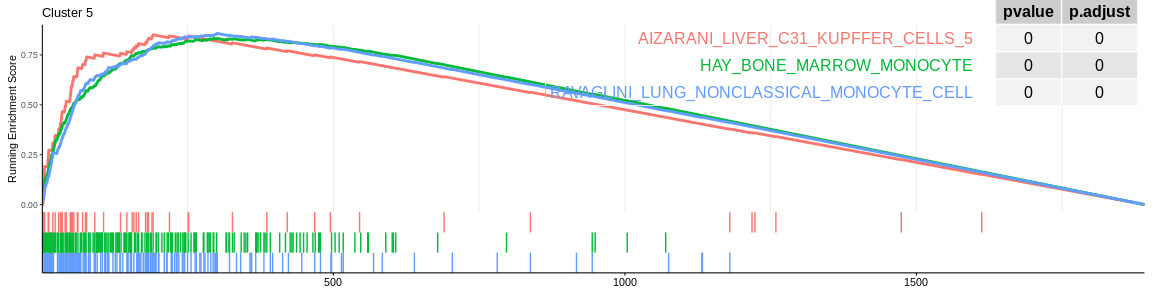 Cluster 5
pvalue p.adjust
AIZARANI_LIVER_C31_KUPFFER_CELLS_5 0 0
HAY_BONE_MARROW_MONOCYTE 0 0
TRAVAGLINI_LUNG_NONCLASSICAL_MONOCYTE_CELL 0 0
Running Enrichment Score
0.75
0.50
0.25
0.00
500 1000 1500